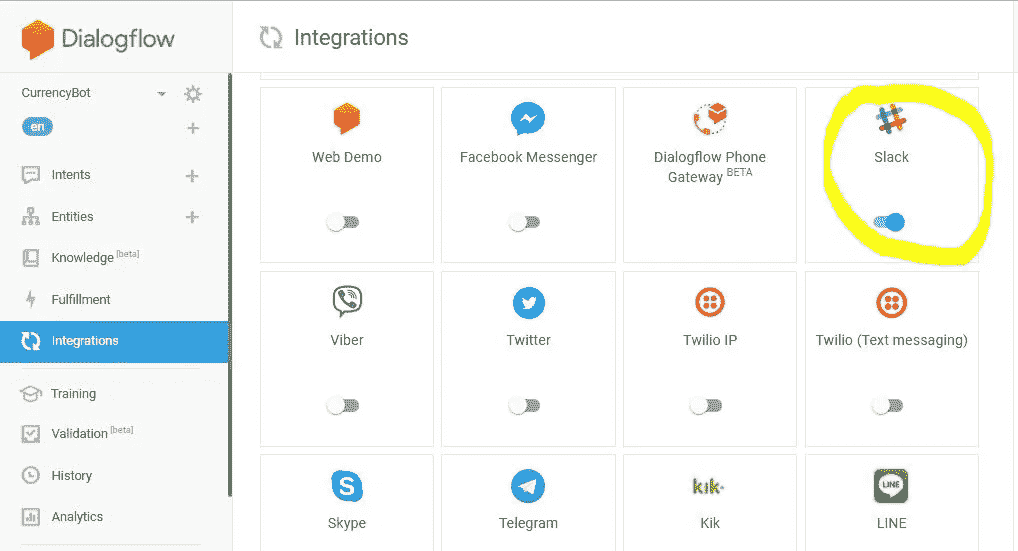 Dialogflow
Integrations
CurrencyBot
en
Intents
Entities
Knowledge [beta]
Fulfillment
Integrations
Training
Validation [beta]
History
Analytics
Web Demo
Facebook Messenger
Dialogflow Phone
Gateway BETA
Slack
Viber
Twitter
Twilio IP
Twilio (Text messaging)
Skype
Telegram
kik.
Kik
LINE
LINE